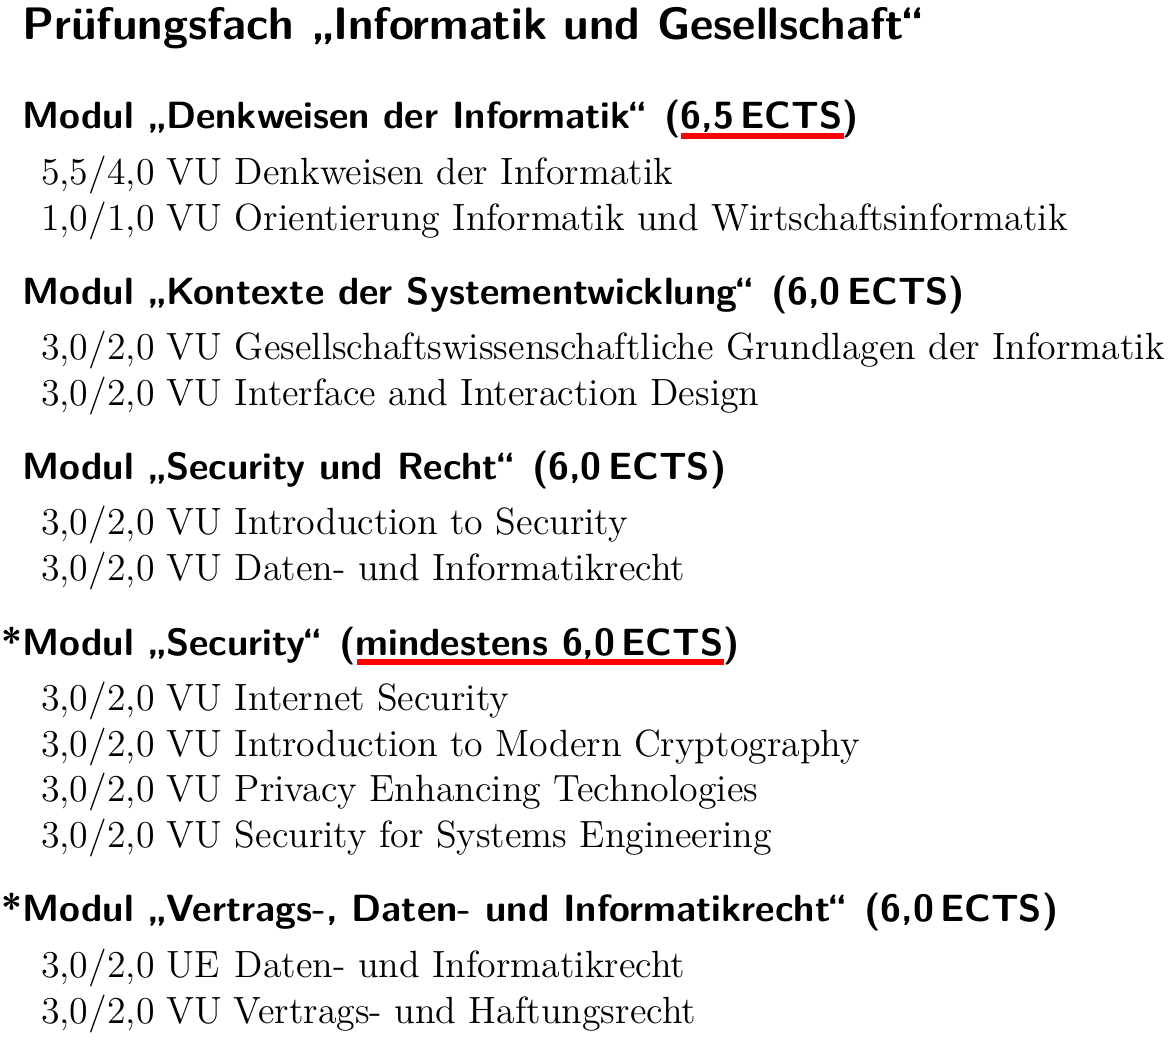 Prüfungsfach „Informatik und Gesellschaft“
Modul „Denkweisen der Informatik“ (6,5 ECTS)
5,5/4,0 VU Denkweisen der Informatik
1,0/1,0 VU Orientierung Informatik und Wirtschaftsinformatik
Modul „Kontexte der Systementwicklung“ (6,0 ECTS)
3,0/2,0 VU Gesellschaftswissenschaftliche Grundlagen der Informatik
3,0/2,0 VU Interface and Interaction Design
Modul „Security und Recht“ (6,0 ECTS)
3,0/2,0 VU Introduction to Security
3,0/2,0 VU Daten- und Informatikrecht
*Modul „Security“ (mindestens 6,0 ECTS)
3,0/2,0 VU Internet Security
3,0/2,0 VU Introduction to Modern Cryptography
3,0/2,0 VU Privacy Enhancing Technologies
3,0/2,0 VU Security for Systems Engineering
*Modul „Vertrags-, Daten- und Informatikrecht“ (6,0 ECTS)
3,0/2,0 UE Daten- und Informatikrecht
3,0/2,0 VU Vertrags- und Haftungsrecht